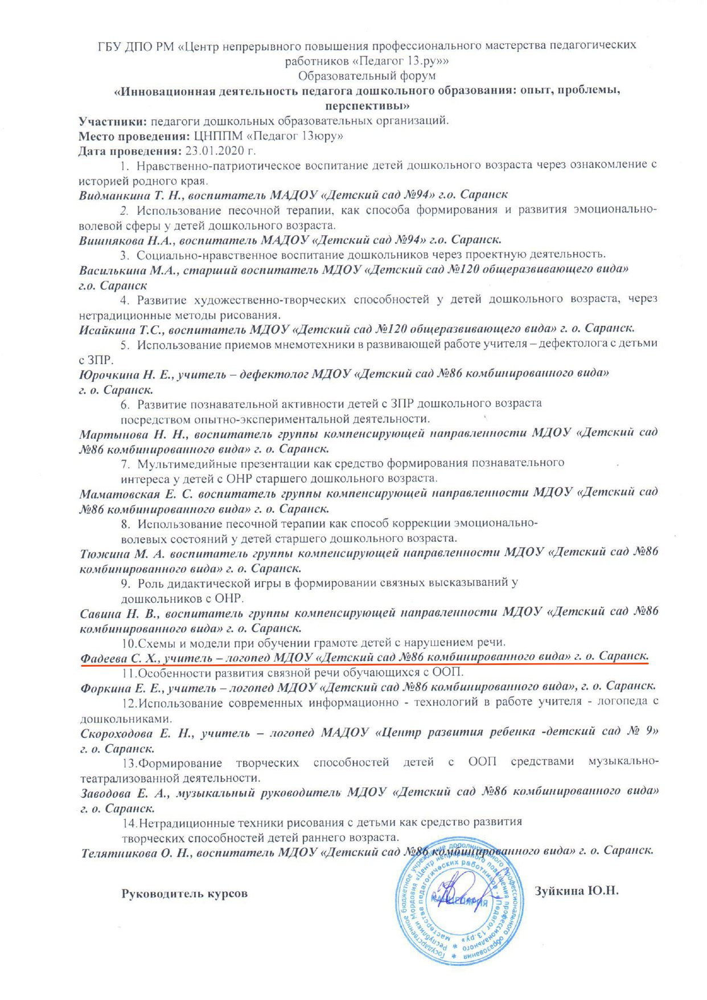 ГБУ ДПО РМ «Центр непрерывного повышения профессионального мастерства педагогических
работников «Педагог 13.ру»»
Образовательный форум
«Инновационная деятельность педагога дошкольного образования: опыт, проблемы,
перспективы»
Участники: педагоги дошкольных образовательных организаций.
Место проведения: ЦНППМ «Педагог 13юру»
Дата проведения: 23.01.2020 г.
1. Нравственно-патриотическое воспитание детей дошкольного возраста через ознакомление с
историей родного края.
Видманкина Т. Н., воспитатель МАДОУ «Детский сад №94» г.о. Саранск
2. Использование песочной терапии, как способа формирования и развития эмоционально-
волевой сферы у детей дошкольного возраста.
Вишнякова Н.А., воспитатель МАДОУ «Детский сад №94» г.о. Саранск.
3. Социально-нравственное воспитание дошкольников через проектную деятельность.
Василькина М.А., старший воспитатель МДОУ «Детский сад №120 общеразвивающего вида»
г.о. Саранск
4. Развитие художественно-творческих способностей у детей дошкольного возраста, через
нетрадиционные методы рисования.
Исайкина Т.С., воспитатель МДОУ «Детский сад №120 общеразвивающего вида» г. о. Саранск.
5. Использование приемов мнемотехники в развивающей работе учителя – дефектолога с детьми
с ЗПР.
Юрочкина Н. Е., учитель – дефектолог МДОУ «Детский сад №86 комбинированного вида»
г. о. Саранск.
6. Развитие познавательной активности детей с ЗПР дошкольного возраста
посредством опытно-экспериментальной деятельности.
Мартынова Н. Н., воспитатель группы компенсирующей направленности МДОУ «Детский сад
№86 комбинированного вида» г. о. Саранск.
7. Мультимедийные презентации как средство формирования познавательного
интереса у детей с ОНР старшего дошкольного возраста.
Маматовская Е. С. воспитатель группы компенсирующей направленности МДОУ «Детский сад
№86 комбинированного вида» г. о. Саранск.
8. Использование песочной терапии как способ коррекции эмоционально-
волевых состояний у детей старшего дошкольного возраста.
Тюжина М. А. воспитатель группы компенсирующей направленности МДОУ «Детский сад №86
комбинированного вида» г. о. Саранск.
9. Роль дидактической игры в формировании связных высказываний у
дошкольников с ОНР.
Савина Н. В., воспитатель группы компенсирующей направленности МДОУ «Детский сад №86
комбинированного вида» г. о. Саранск.
10.Схемы и модели при обучении грамоте детей с нарушением речи.
Фадеева С. Х., учитель – логопед МДОУ «Детский сад №86 комбинированного вида» г. о. Саранск.
11.Особенности развития связной речи обучающихся с ООП.
Форкина Е. Е., учитель – логопед МДОУ «Детский сад №86 комбинированного вида», г. о. Саранск.
12.Использование современных информационно - технологий в работе учителя - логопеда с
дошкольниками.
Скороходова Е. Н., учитель – логопед МАДОУ «Центр развития ребенка -детский сад № 9»
г. о. Саранск.
13.Формирование творческих способностей детей с ООП средствами музыкально-
театрализованной деятельности.
Заводова Е. А., музыкальный руководитель МДОУ «Детский сад №86 комбинированного вида»
г. о. Саранск.
14.Нетрадиционные техники рисования с детьми как средство развития
творческих способностей детей раннего возраста.
Телятникова О. Н., воспитатель МДОУ «Детский сад №86 комбинированного вида» г. о. Саранск.
Руководитель курсов Зуйкина Ю.Н.
Государственное бюджетное учреждение дополнительного профессионального образования
Республики Мордовия «Центр непрерывного повышения профессионального
мастерства педагогических работников - «Педагог 13.ру»
КАНЦЕЛЯРИЯ